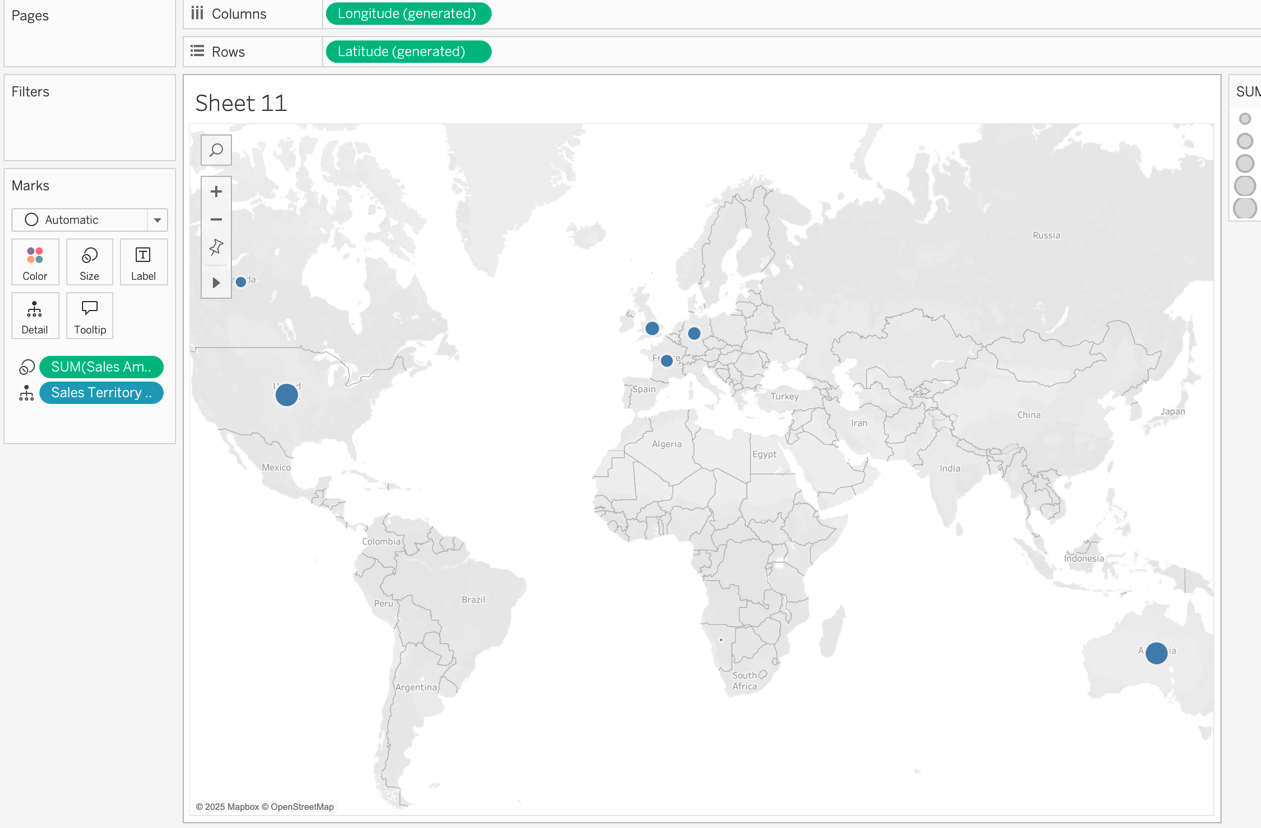 Pages
Columns
Longitude (generated)
Rows
Latitude (generated)
Filters
Marks
Automatic
Color
Size
Label
Detail
Tooltip
SUM(Sales Am..
Sales Territory ..
Sheet 11
SUM
Russia
Spain
Turkey
China
Japan
Iran
Algeria
Egypt
India
Mexico
Colombia
Indonesia
Peru
Brazil
South
Africa
Argentina
© 2025 Mapbox © OpenStreetMap